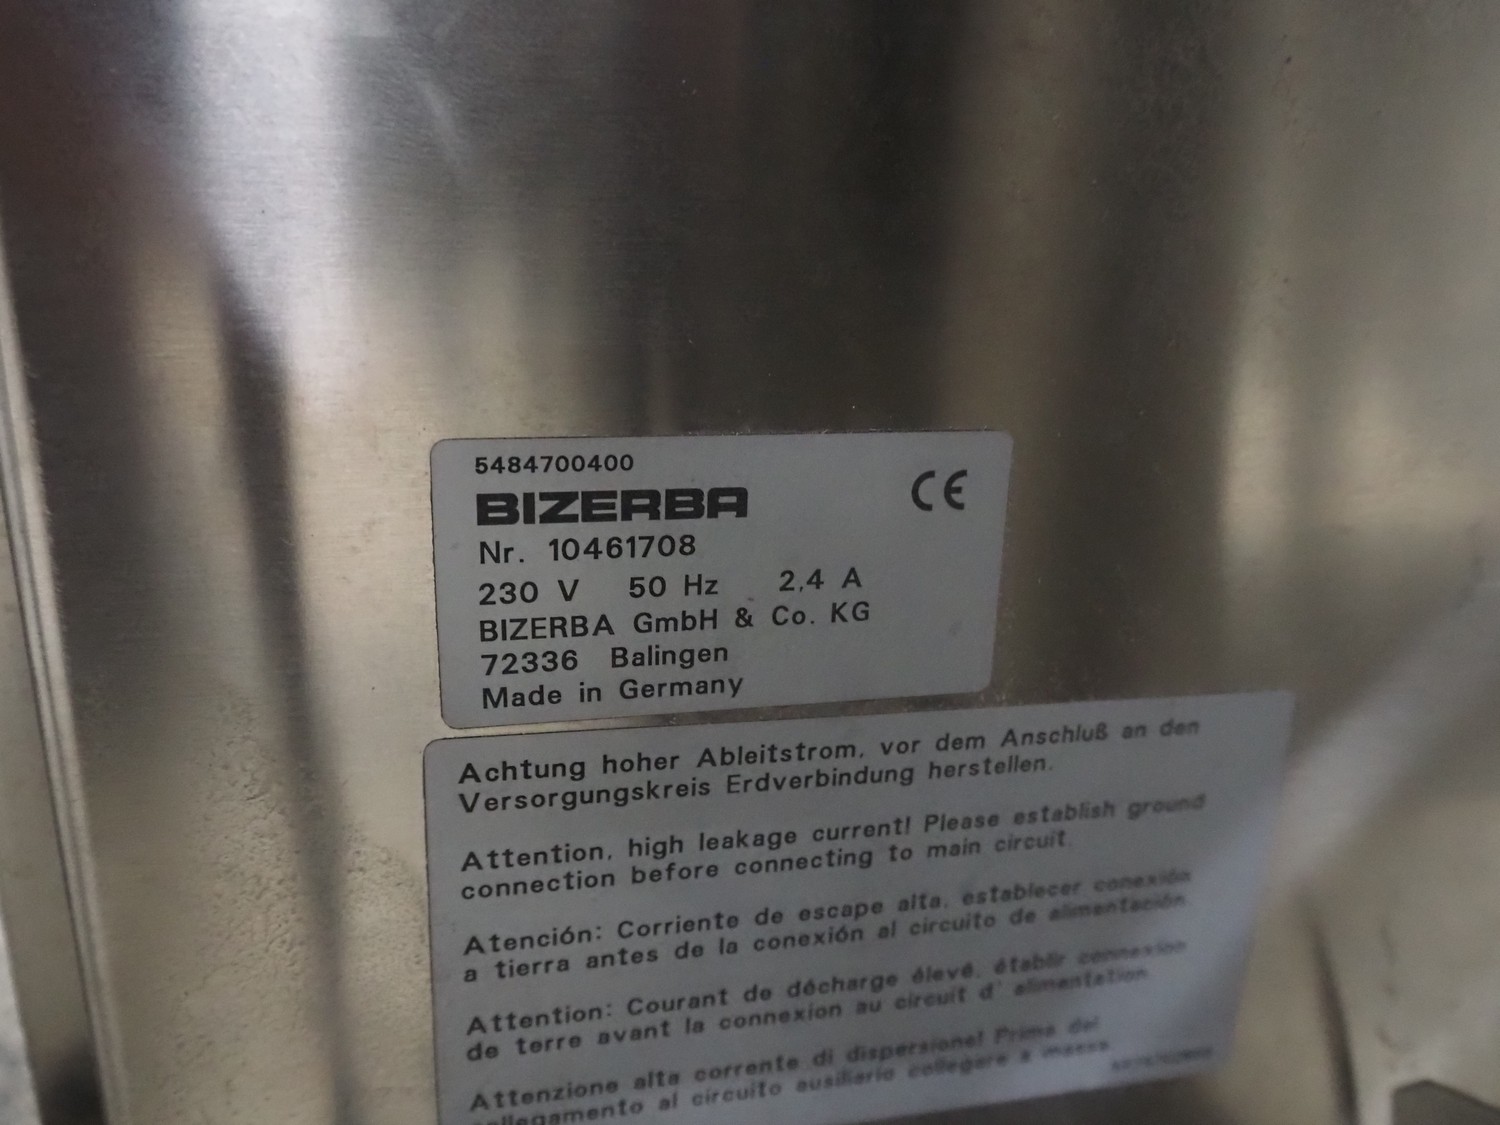 5484700400
BIZERBA
CE
Nr. 10461708
230 V 50 Hz 2,4 A
BIZERBA GmbH & Co. KG
72336 Balingen
Made in Germany
Achtung hoher Ableitstrom, vor dem Anschluß an den
Versorgungskreis Erdverbindung herstellen.
Attention, high leakage current! Please establish ground
connection before connecting to main circuit.
Atención: Corriente de escape alta, establecer conexión
a tierra antes de la conexión al circuito de alimentación.
Attention: Courant de décharge élevé, établir connexion
de terre avant la connexion au circuit d' alimentation.
Attenzione alta corrente di dispersione! Prima del
collegamento al circuito ausiliario collegare a massa